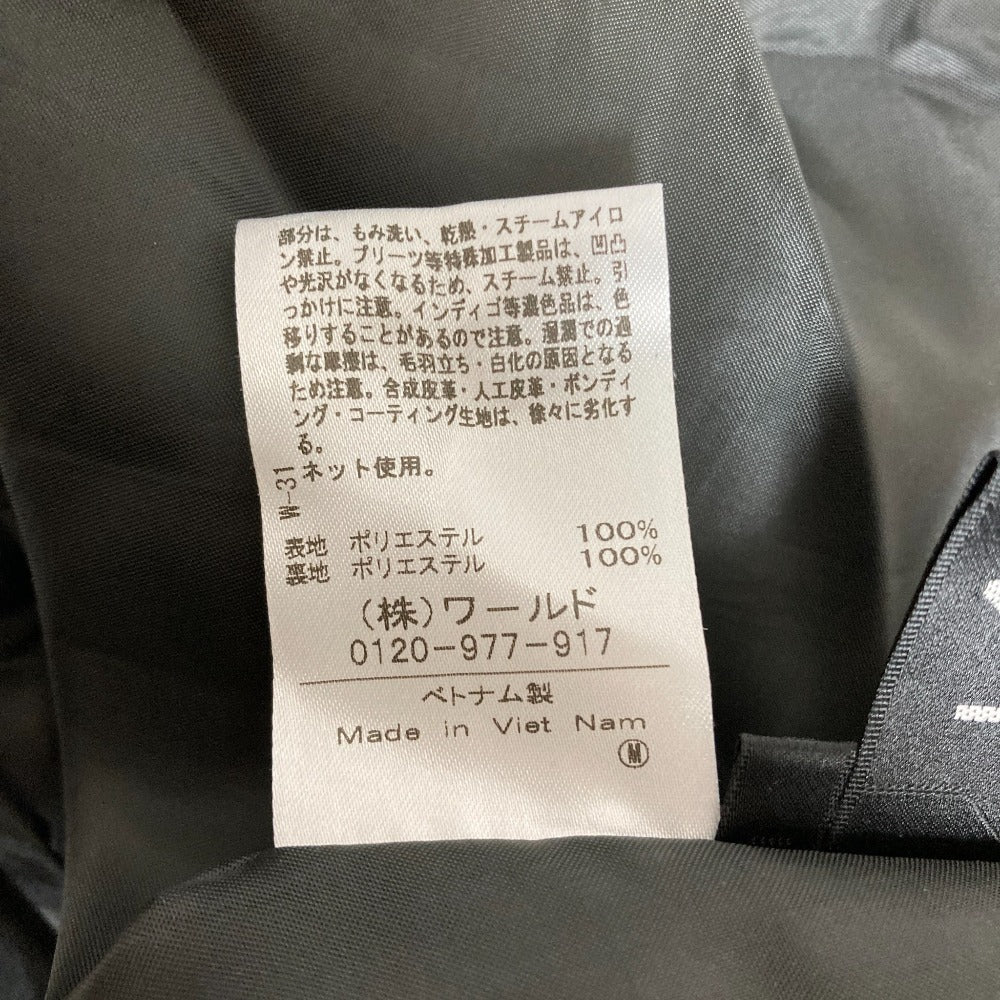 部分は、もみ洗い、乾熱・スチームアイロ
ン禁止。プリーツ等特殊加工製品は、凹凸
や光沢がなくなるため、スチーム禁止。引
っかけに注意。インディゴ等濃色品は、色
移りすることがあるので注意。湿潤での過
剰な摩擦は、毛羽立ち・白化の原因となる
ため注意。合成皮革・人工皮革・ボンディ
ング・コーティング生地は、徐々に劣化す
る。
ネット使用。
W-31
表地 ポリエステル 100%
裏地 ポリエステル 100%
(株)ワールド
0120-977-917
ベトナム製
Made in Viet Nam
M